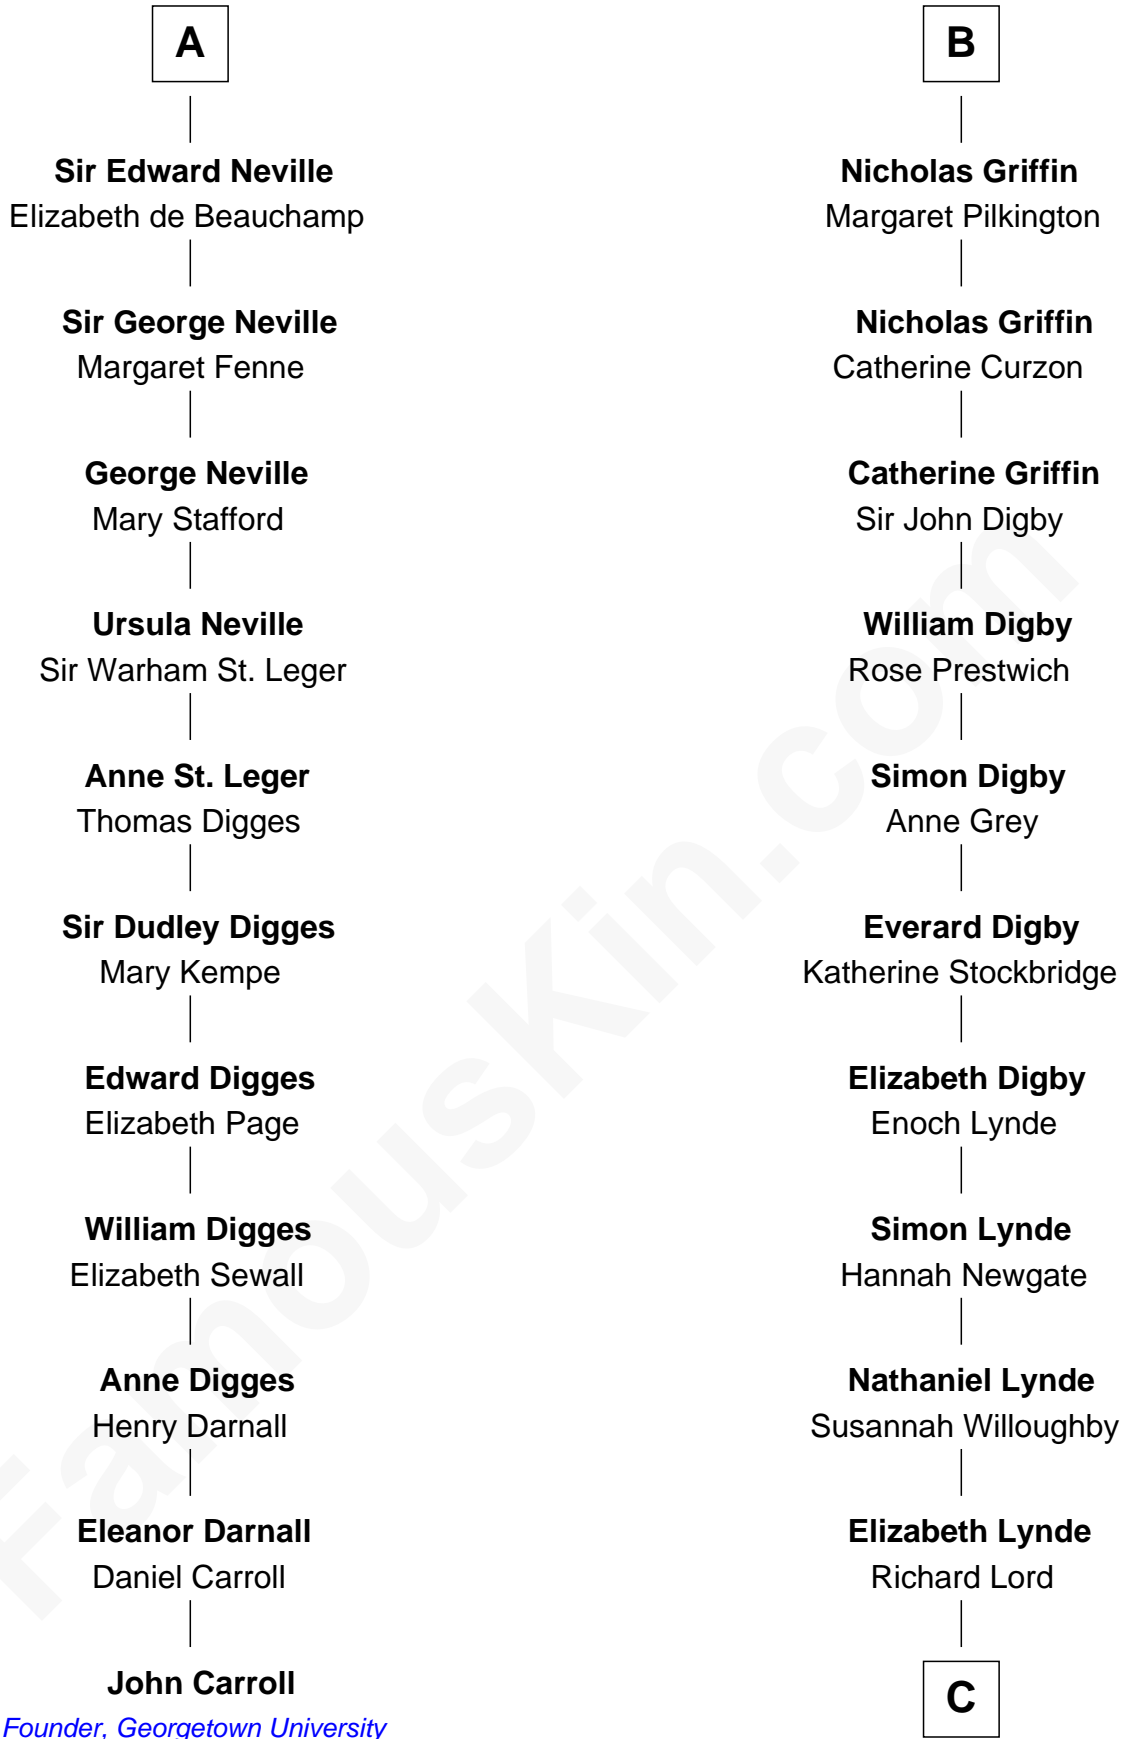 A
Sir Edward Neville
Elizabeth de Beauchamp
Sir George Neville
Margaret Fenne
George Neville
Mary Stafford
Ursula Neville
Sir Warham St. Leger
Anne St. Leger
Thomas Digges
Sir Dudley Digges
Mary Kempe
Edward Digges
Elizabeth Page
William Digges
Elizabeth Sewall
Anne Digges
Henry Darnall
Eleanor Darnall
Daniel Carroll
John Carroll
Founder, Georgetown University
B
Nicholas Griffin
Margaret Pilkington
Nicholas Griffin
Catherine Curzon
Catherine Griffin
Sir John Digby
William Digby
Rose Prestwich
Simon Digby
Anne Grey
Everard Digby
Katherine Stockbridge
Elizabeth Digby
Enoch Lynde
Simon Lynde
Hannah Newgate
Nathaniel Lynde
Susannah Willoughby
Elizabeth Lynde
Richard Lord
C
FamousKin.com